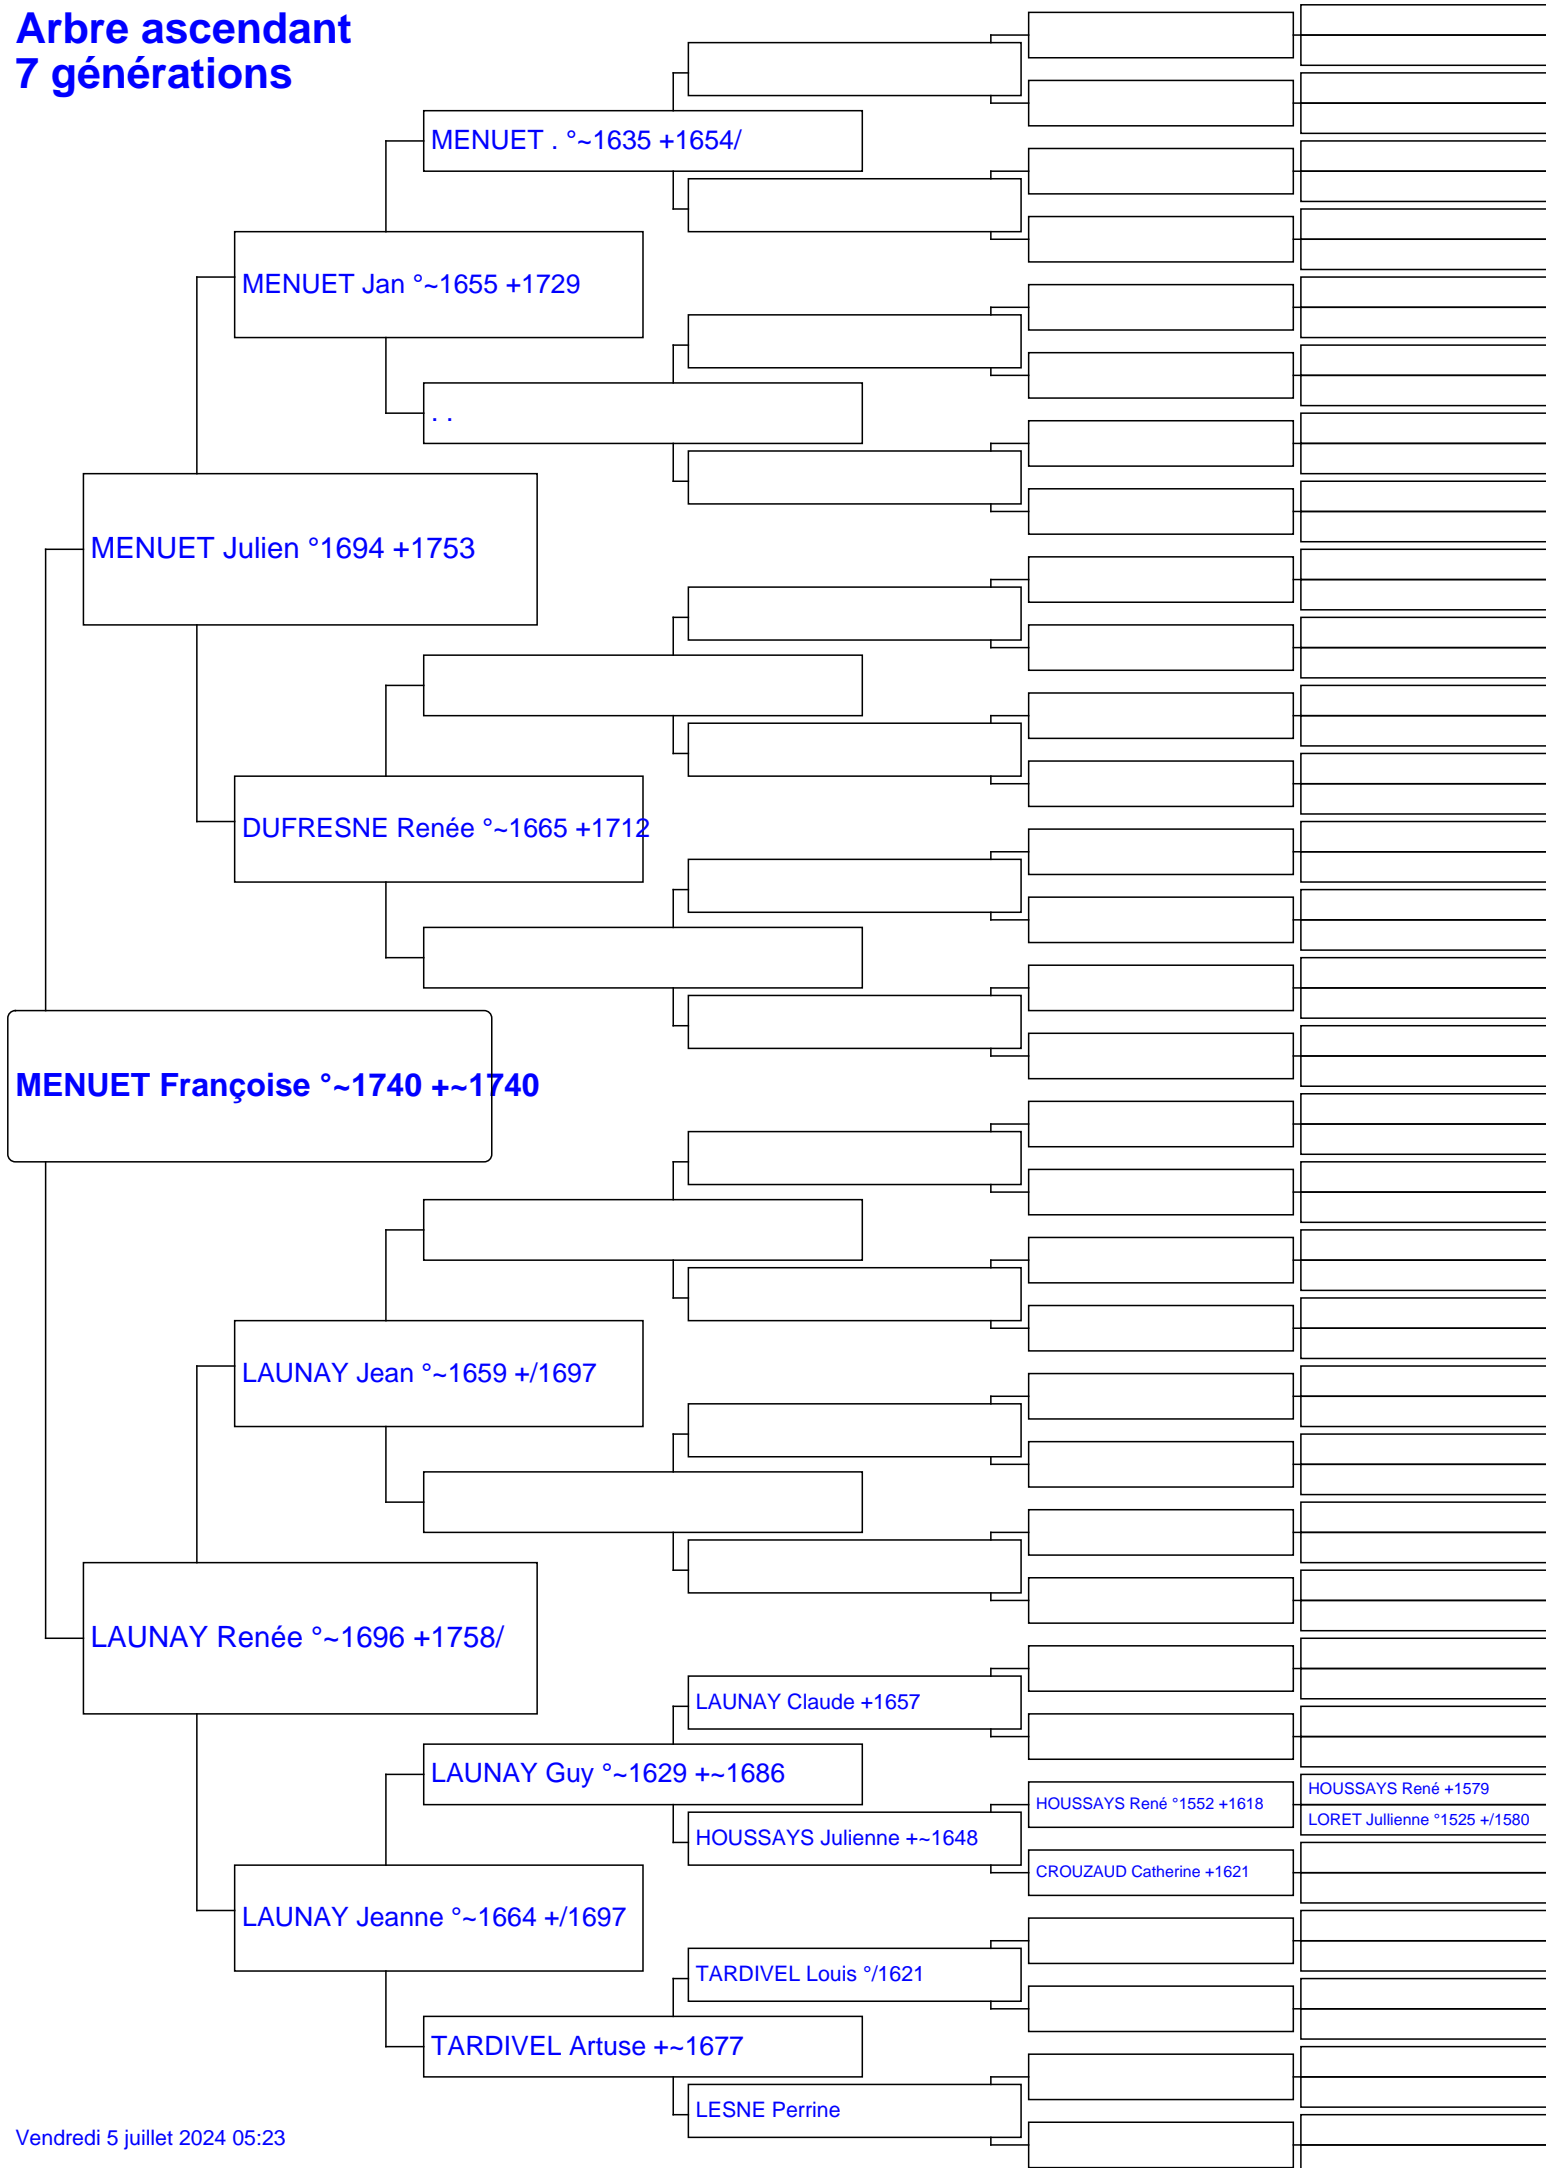 Arbre ascendant
7 générations
MENUET . °~1635 +1654/
MENUET Jan °~1655 +1729
. .
MENUET Julien °1694 +1753
DUFRESNE Renée °~1665 +1712
MENUET Françoise °~1740 +~1740
LAUNAY Jean °~1659 +/1697
LAUNAY Renée °~1696 +1758/
LAUNAY Claude +1657
LAUNAY Guy °~1629 +~1686
HOUSSAYS René +1579
HOUSSAYS René °1552 +1618
LORET Jullienne °1525 +/1580
HOUSSAYS Julienne +~1648
CROUZAUD Catherine +1621
LAUNAY Jeanne °~1664 +/1697
TARDIVEL Louis °/1621
TARDIVEL Artuse +~1677
LESNE Perrine
Vendredi 5 juillet 2024 05:23